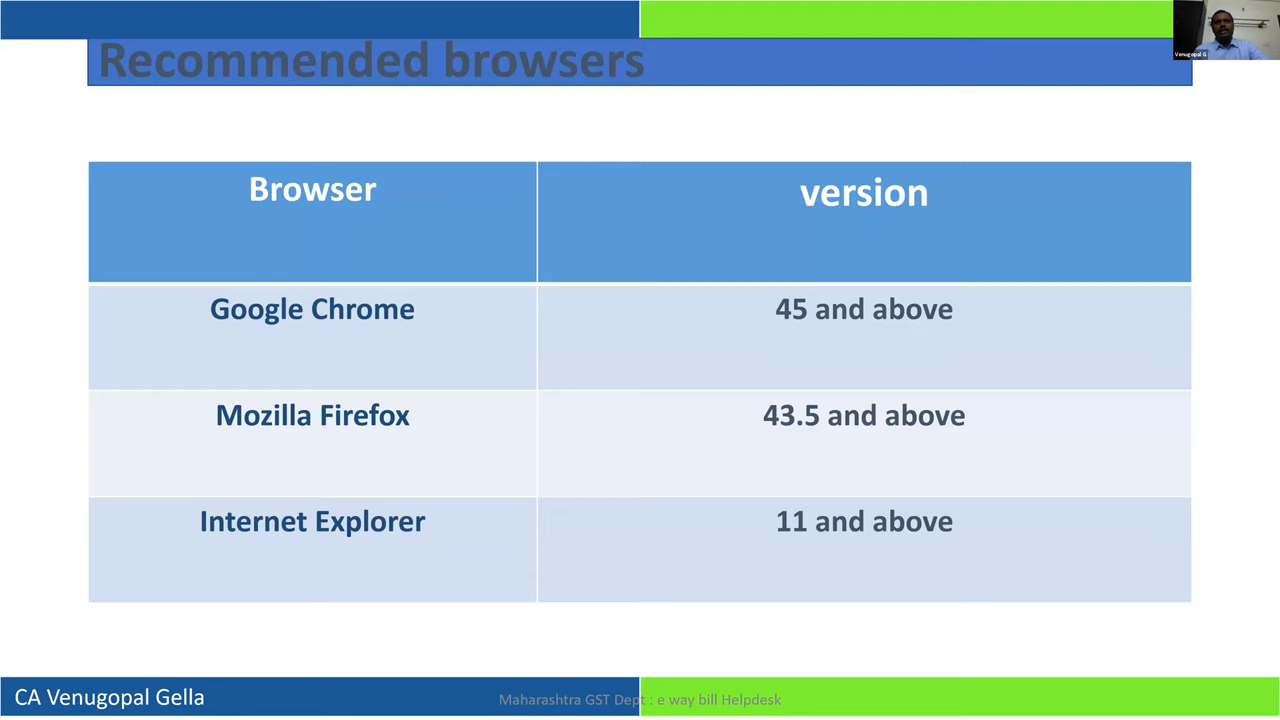 Recommended browsers
Venugopal G
Browser version
Google Chrome 45 and above
Mozilla Firefox 43.5 and above
Internet Explorer 11 and above
CA Venugopal Gella
Maharashtra GST Dept : e way bill Helpdesk